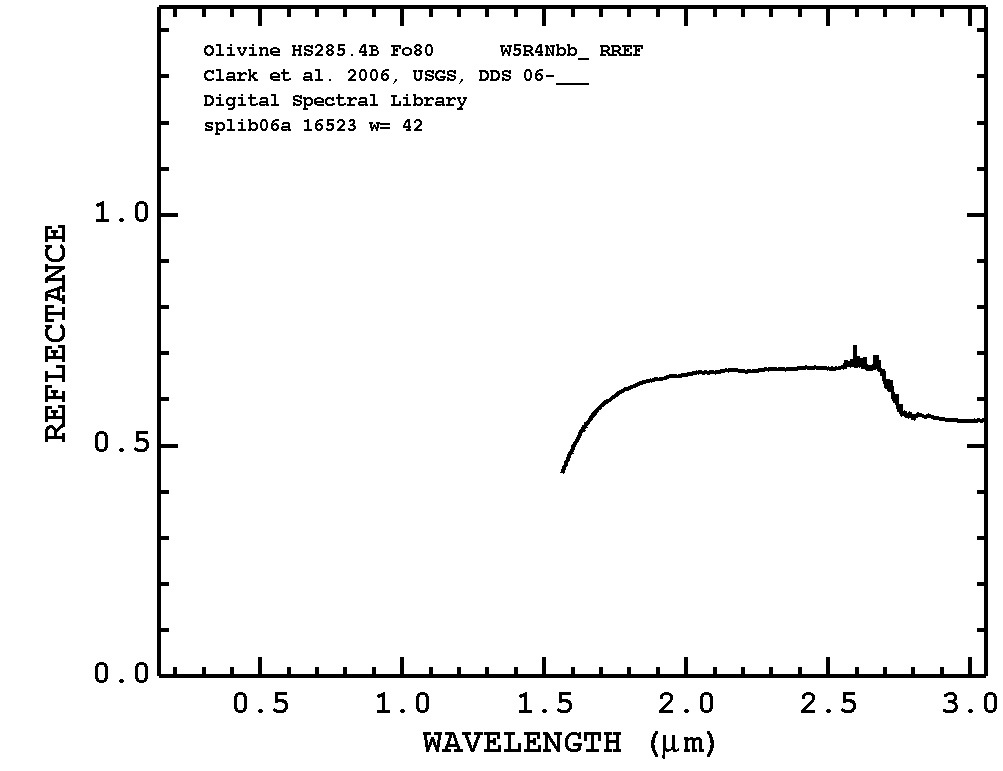 Olivine HS285.4B Fo80 W5R4Nbb_ RREF
Clark et al. 2006, USGS, DDS 06-___
Digital Spectral Library
splib06a 16523 w= 42
1.0
0.5
0.0
REFLECTANCE
0.5 1.0 1.5 2.0 2.5 3.0
WAVELENGTH (μm)